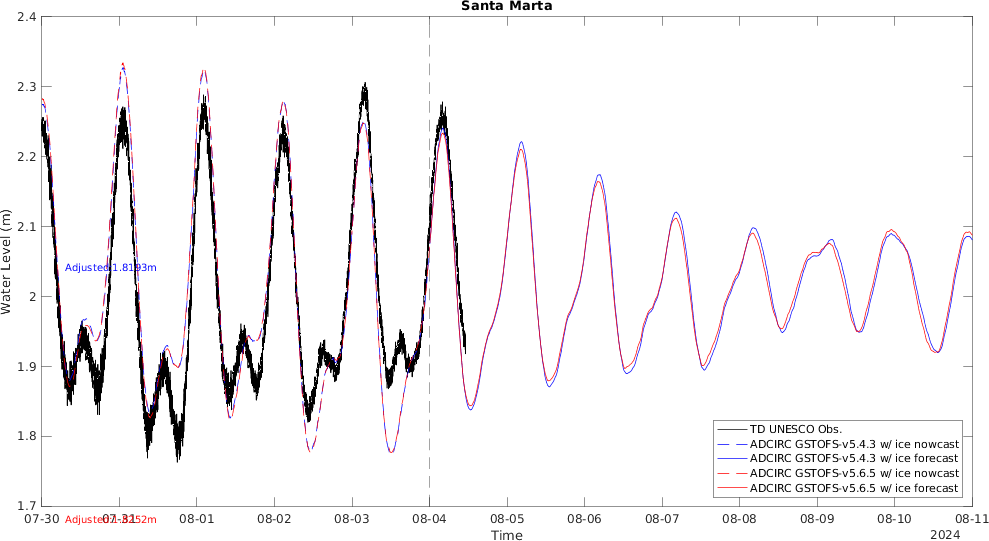 Santa Marta
2.4
2.3
2.2
2.1
2
1.9
1.8
1.7
Water Level (m)
Adjusted:1.8193m
TD UNESCO Obs.
ADCIRC GSTOFS-v5.4.3 w/ ice nowcast
ADCIRC GSTOFS-v5.4.3 w/ ice forecast
ADCIRC GSTOFS-v5.6.5 w/ ice nowcast
ADCIRC GSTOFS-v5.6.5 w/ ice forecast
07-30 07-31 08-01 08-02 08-03 08-04 08-05 08-06 08-07 08-08 08-09 08-10 08-11
Time
2024